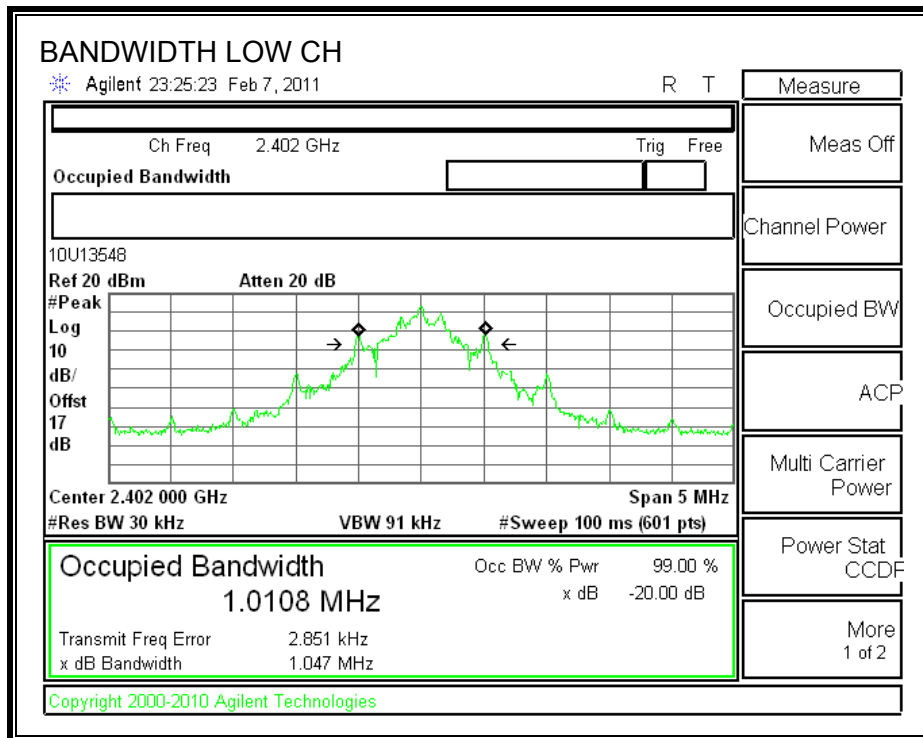 BANDWIDTH LOW CH
Agilent 23:25:23 Feb 7, 2011 R T
Measure
Ch Freq 2.402 GHz Trig Free
Occupied Bandwidth
Meas Off
Channel Power
10U13548
Ref 20 dBm Atten 20 dB
#Peak
Log
10
dB/
Offst
17
dB
Occupied BW
ACP
Center 2.402 000 GHz Span 5 MHz
#Res BW 30 kHz VBW 91 kHz #Sweep 100 ms (601 pts)
Multi Carrier
Power
Occupied Bandwidth Occ BW % Pwr 99.00 %
1.0108 MHz x dB -20.00 dB
Transmit Freq Error 2.851 kHz
x dB Bandwidth 1.047 MHz
Power Stat
CCDF
More
1 of 2
Copyright 2000-2010 Agilent Technologies